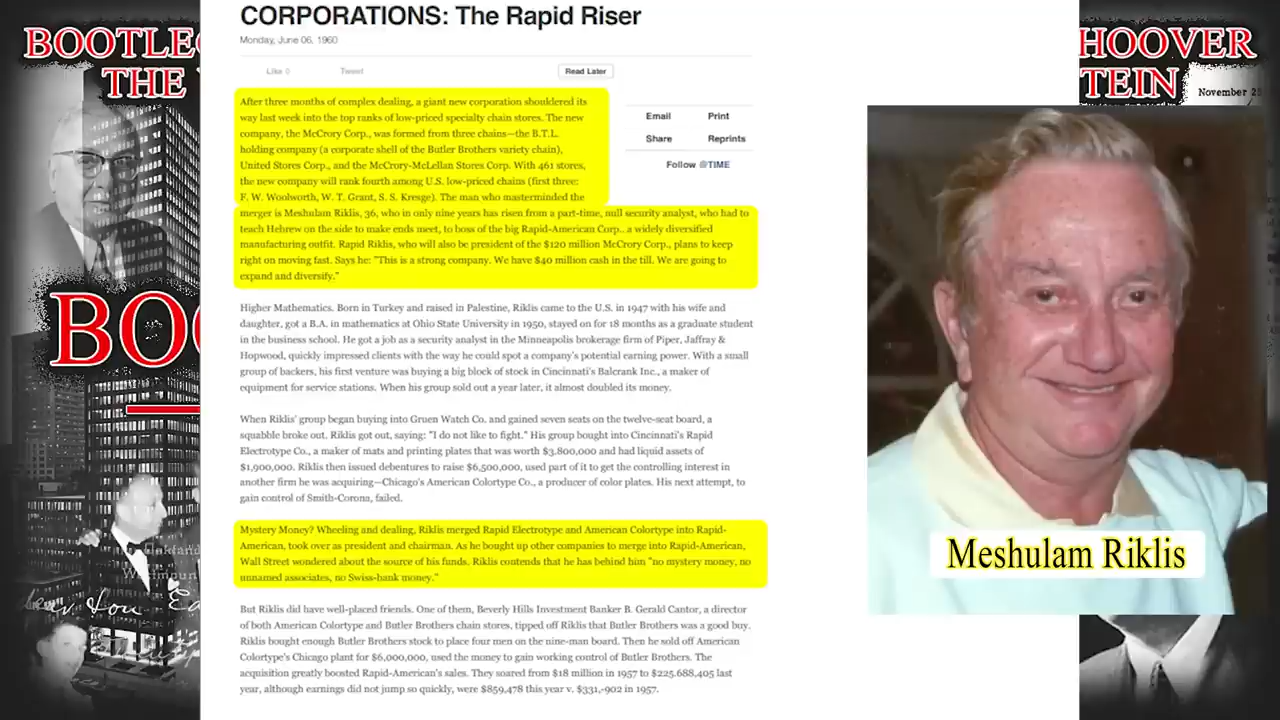 CORPORATIONS: The Rapid Riser
Monday, June 06, 1960
Like 0
Tweet
Read Later
After three months of complex dealing, a giant new corporation shouldered its
way last week into the top ranks of low-priced specialty chain stores. The new
company, the McCrory Corp., was formed from three chains—the B.T.L.
holding company (a corporate shell of the Butler Brothers variety chain),
United Stores Corp., and the McCrory-McLellan Stores Corp. With 461 stores,
the new company will rank fourth among U.S. low-priced chains (first three:
F. W. Woolworth, W. T. Grant, S. S. Kresge). The man who masterminded the
merger is Meshulam Riklis, 36, who in only nine years has risen from a part-time, null security analyst, who had to
teach Hebrew on the side to make ends meet, to boss of the big Rapid-American Corp.. a widely diversified
manufacturing outfit. Rapid Riklis, who will also be president of the $120 million McCrory Corp., plans to keep
right on moving fast. Says he: "This is a strong company. We have $40 million cash in the till. We are going to
expand and diversify."
Email
Print
Share
Reprints
Follow @TIME
Higher Mathematics. Born in Turkey and raised in Palestine, Riklis came to the U.S. in 1947 with his wife and
daughter, got a B.A. in mathematics at Ohio State University in 1950, stayed on for 18 months as a graduate student
in the business school. He got a job as a security analyst in the Minneapolis brokerage firm of Piper, Jaffray &
Hopwood, quickly impressed clients with the way he could spot a company's potential earning power. With a small
group of backers, his first venture was buying a big block of stock in Cincinnati's Balcrank Inc., a maker of
equipment for service stations. When his group sold out a year later, it almost doubled its money.
When Riklis' group began buying into Gruen Watch Co. and gained seven seats on the twelve-seat board, a
squabble broke out. Riklis got out, saying: "I do not like to fight." His group bought into Cincinnati's Rapid
Electrotype Co., a maker of mats and printing plates that was worth $3,800,000 and had liquid assets of
$1,900,000. Riklis then issued debentures to raise $6,500,000, used part of it to get the controlling interest in
another firm he was acquiring—Chicago's American Colortype Co., a producer of color plates. His next attempt, to
gain control of Smith-Corona, failed.
Mystery Money? Wheeling and dealing, Riklis merged Rapid Electrotype and American Colortype into Rapid-
American, took over as president and chairman. As he bought up other companies to merge into Rapid-American,
Wall Street wondered about the source of his funds. Riklis contends that he has behind him "no mystery money, no
unnamed associates, no Swiss-bank money."
But Riklis did have well-placed friends. One of them, Beverly Hills Investment Banker B. Gerald Cantor, a director
of both American Colortype and Butler Brothers chain stores, tipped off Riklis that Butler Brothers was a good buy.
Riklis bought enough Butler Brothers stock to place four men on the nine-man board. Then he sold off American
Colortype's Chicago plant for $6,000,000, used the money to gain working control of Butler Brothers. The
acquisition greatly boosted Rapid-American's sales. They soared from $18 million in 1957 to $225.688,405 last
year, although earnings did not jump so quickly, were $859,478 this year v. $331,-902 in 1957.
Meshulam Riklis
BOOTLEG
THE
BO
HOOVER
TEIN
November